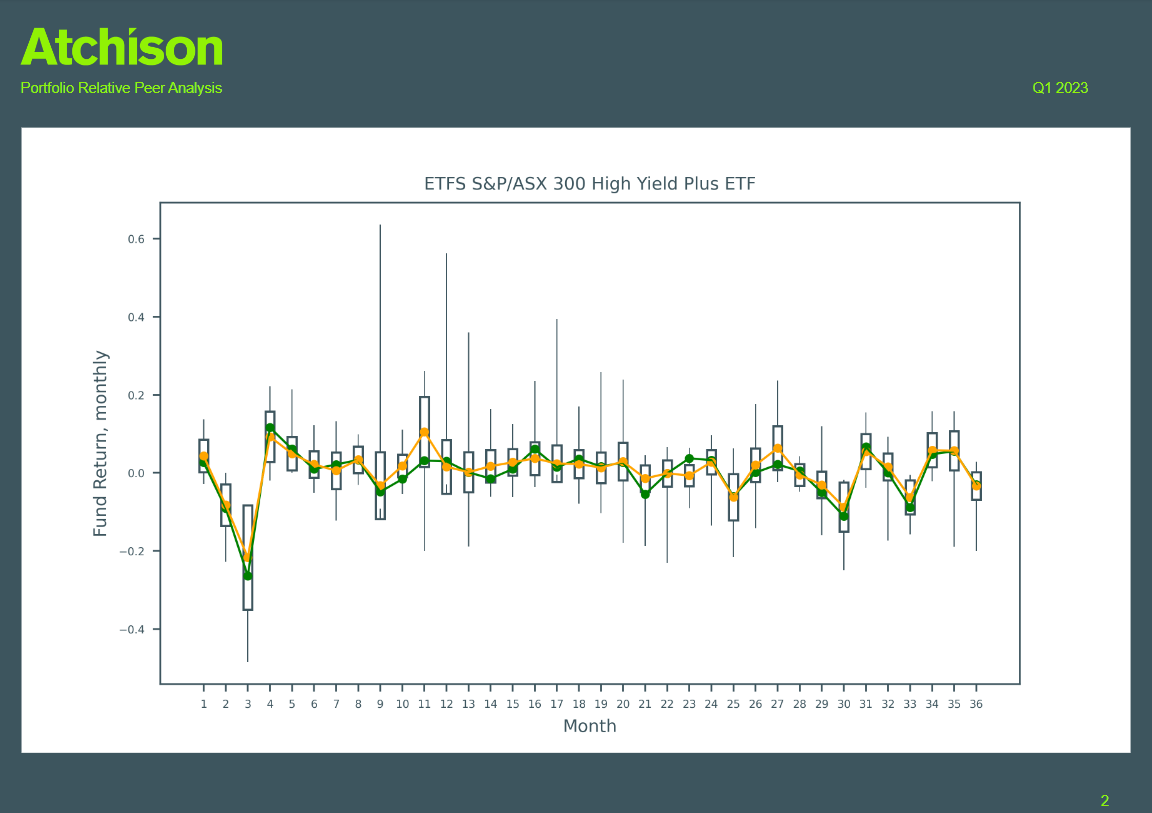 Atchison
Portfolio Relative Peer Analysis
Q1 2023
ETFS S&P/ASX 300 High Yield Plus ETF
Fund Return, monthly
0.6
0.4
0.2
0.0
−0.2
−0.4
1 2 3 4 5 6 7 8 9 10 11 12 13 14 15 16 17 18 19 20 21 22 23 24 25 26 27 28 29 30 31 32 33 34 35 36
Month
2